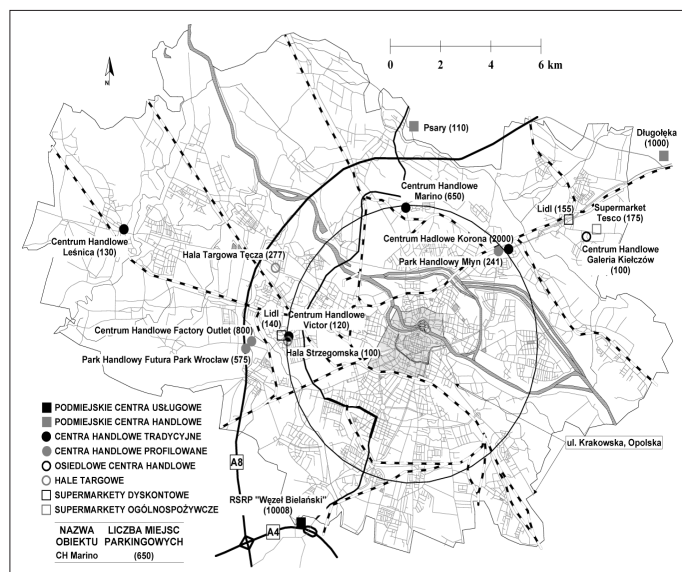 N
0 2 4 6 km
Psary (110)
Długołęka
(1000)
Centrum Handlowe
Marino (650)
Lidl (155)
Supermarket
Tesco (175)
Centrum Handlowe
Leśnica (130)
Hala Targowa Tęcza (277)
Centrum Hadlowe Korona (2000)
Park Handlowy Młyn (241)
Centrum Handlowe
Galeria Kiełczów
(100)
Lidl
(140)
Centrum Handlowe
Victor (120)
Centrum Handlowe Factory Outlet (800)
Hala Strzegomska (100)
Park Handlowy Futura Park Wrocław (575)
PODMIEJSKIE CENTRA USŁUGOWE
PODMIEJSKIE CENTRA HANDLOWE
CENTRA HANDLOWE TRADYCYJNE
CENTRA HANDLOWE PROFILOWANE
OSIEDLOWE CENTRA HANDLOWE
HALE TARGOWE
SUPERMARKETY DYSKONTOWE
SUPERMARKETY OGÓLNOSPOŻYWCZE
NAZWA LICZBA MIEJSC
OBIEKTU PARKINGOWYCH
CH Marino (650)
ul. Krakowska, Opolska
A8
RSRP "Węzeł Bielański"
(10008)
A4